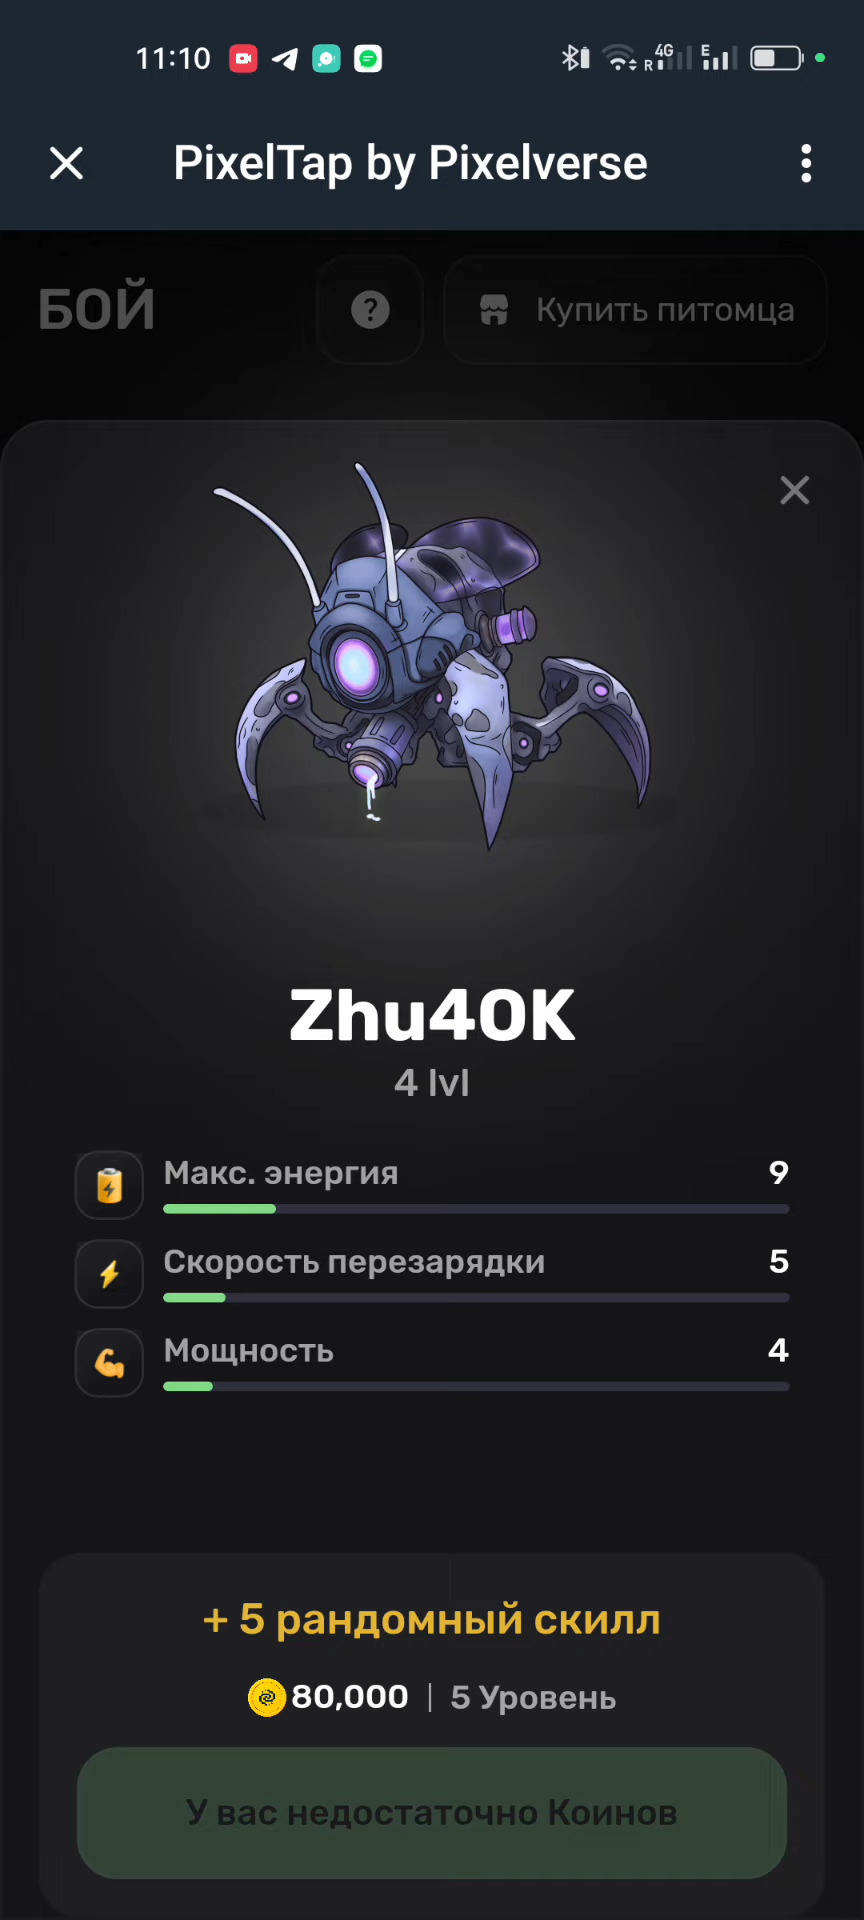 11:10
4G
R
E
PixelTap by Pixelverse
БОЙ
?
Купить питомца
Zhu40K
4 lvl
Макс. энергия
9
Скорость перезарядки
5
Мощность
4
+ 5 рандомный скилл
80,000 | 5 Уровень
У вас недостаточно Коинов